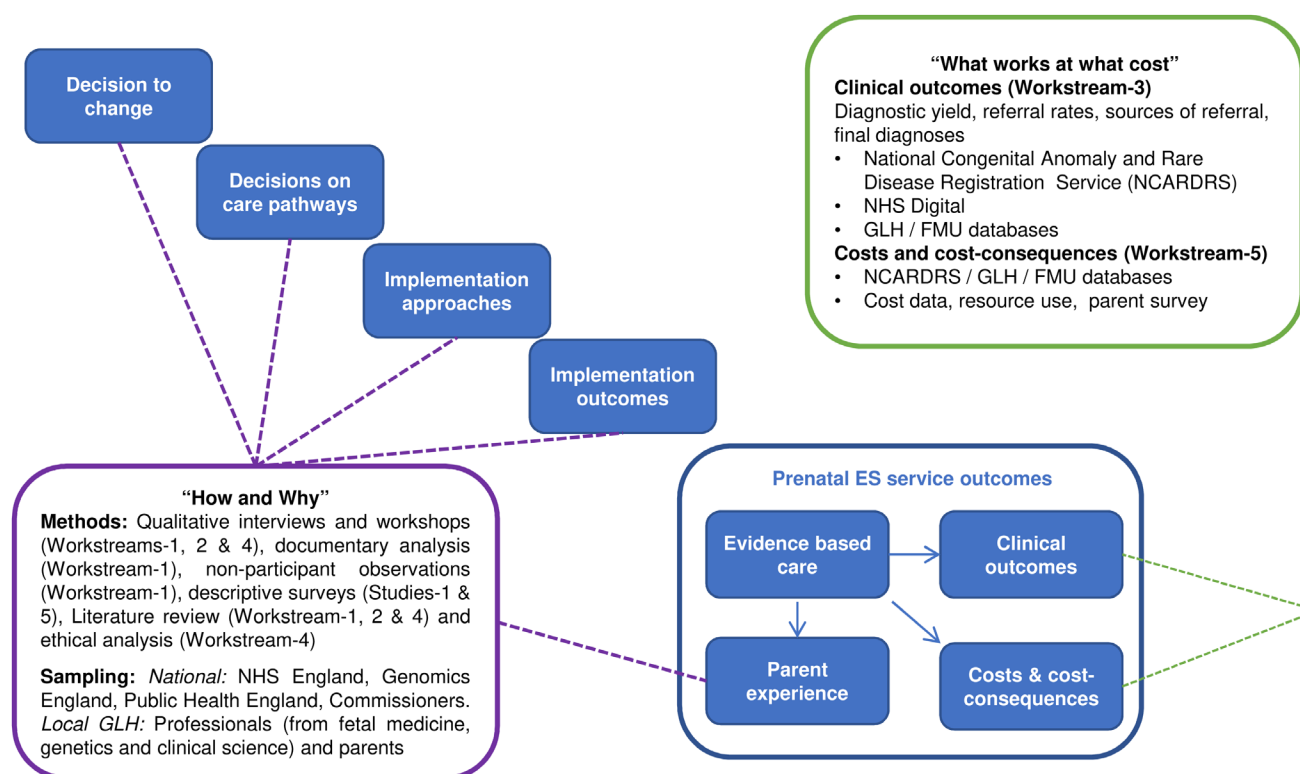 Decision to
change
Decisions on
care pathways
Implementation
approaches
Implementation
outcomes
“What works at what cost”
Clinical outcomes (Workstream-3)
Diagnostic yield, referral rates, sources of referral,
final diagnoses
• National Congenital Anomaly and Rare
Disease Registration Service (NCARDRS)
• NHS Digital
• GLH / FMU databases
Costs and cost-consequences (Workstream-5)
• NCARDRS / GLH / FMU databases
• Cost data, resource use, parent survey
“How and Why”
Methods: Qualitative interviews and workshops
(Workstreams-1, 2 & 4), documentary analysis
(Workstream-1), non-participant observations
(Workstream-1), descriptive surveys (Studies-1 &
5), Literature review (Workstream-1, 2 & 4) and
ethical analysis (Workstream-4)
Sampling: National: NHS England, Genomics
England, Public Health England, Commissioners.
Local GLH: Professionals (from fetal medicine,
genetics and clinical science) and parents
Prenatal ES service outcomes
Evidence based
care
Clinical
outcomes
Parent
experience
Costs & cost-
consequences